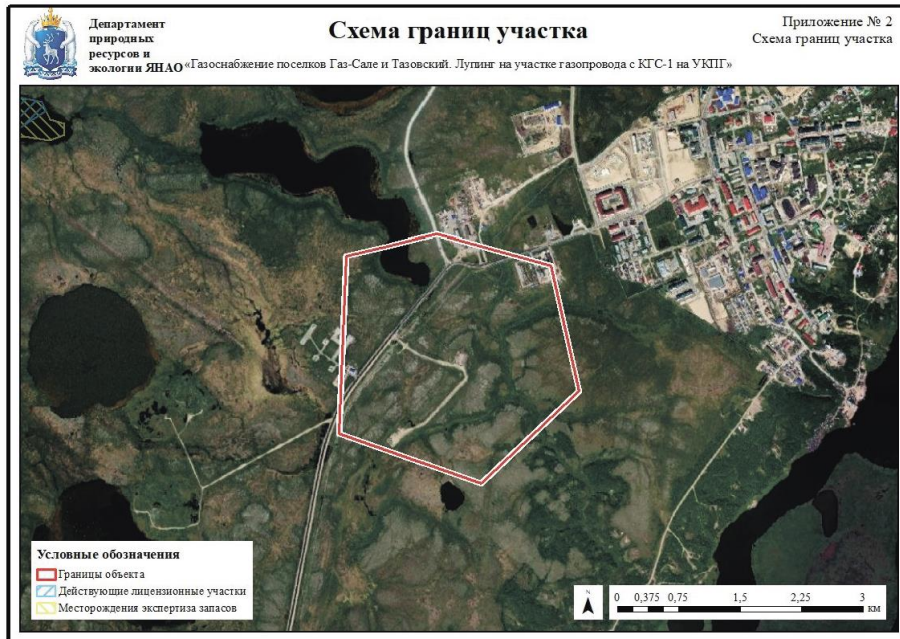 Департамент
природных
ресурсов и
экологии ЯНАО
Схема границ участка
Приложение № 2
Схема границ участка
«Газоснабжение поселков Газ-Сале и Тазовский. Лупинг на участке газопровода с КГС-1 на УКПГ»
Условные обозначения
Границы объекта
Действующие лицензионные участки
Месторождения экспертиза запасов
N
0 0,375 0,75 1,5 2,25 3
км